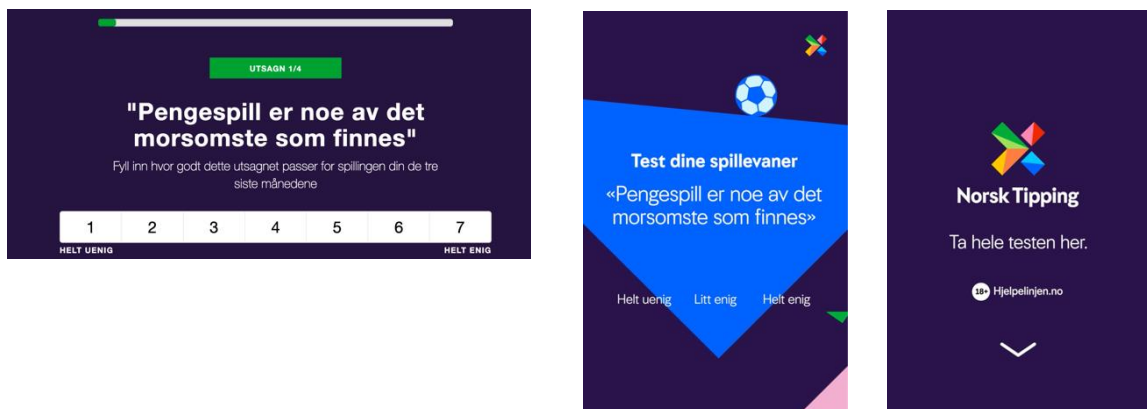 UTSAGN 1/4
"Pengespill er noe av det
morsomste som finnes"
Fyll inn hvor godt dette utsagnet passer for spillingen din de tre
siste månedene
1 2 3 4 5 6 7
HELT UENIG HELT ENIG
Test dine spillevaner
«Pengespill er noe av det
morsomste som finnes»
Helt uenig Litt enig Helt enig
Norsk Tipping
Ta hele testen her.
18+ Hjelpelinjen.no